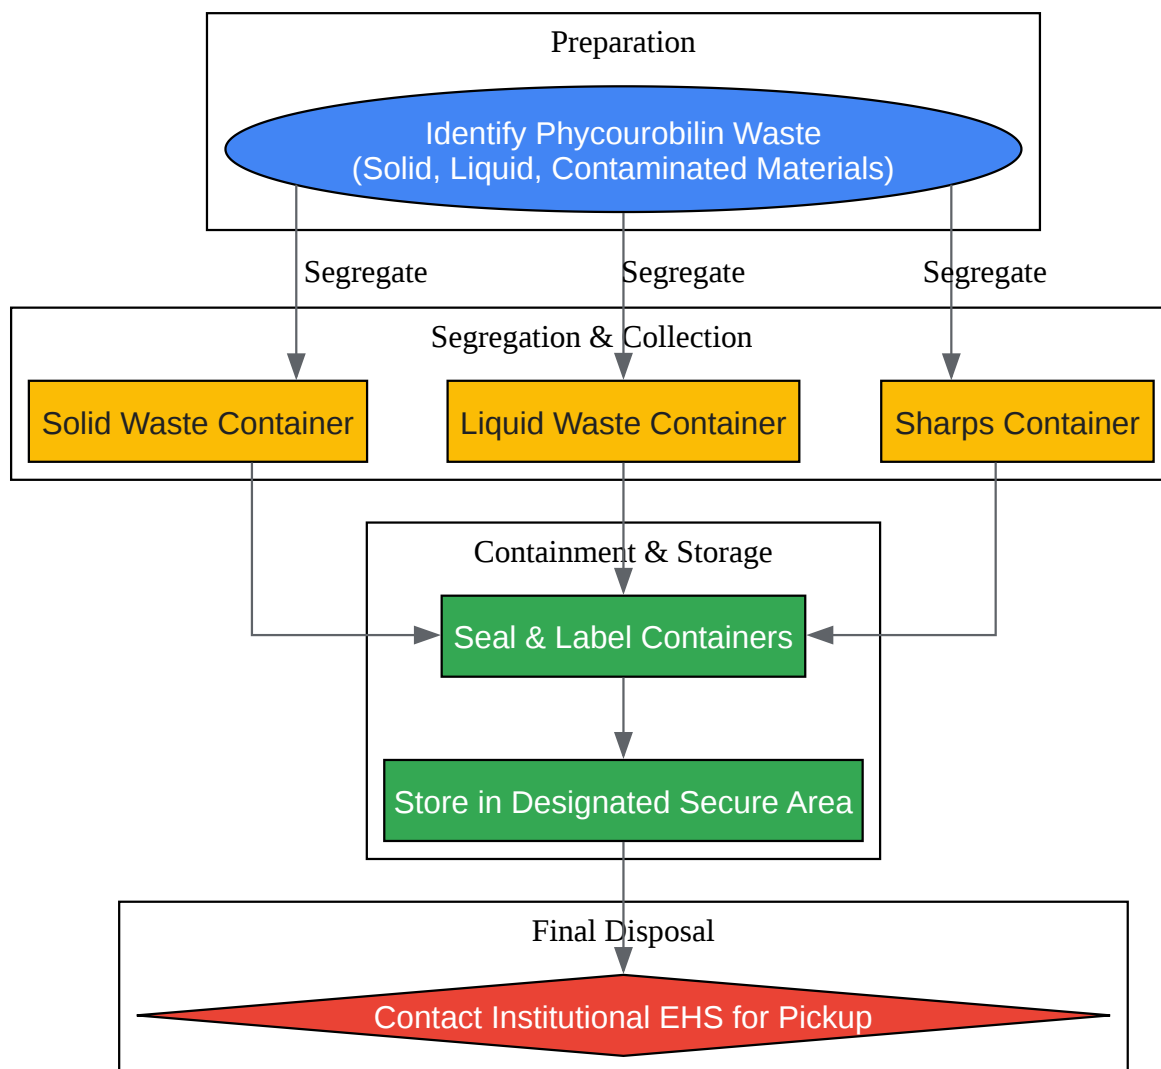 Preparation
Identify Phycourobilin Waste
(Solid, Liquid, Contaminated Materials)
Segregate
Segregate
Segregate
Segregation & Collection
Solid Waste Container
Liquid Waste Container
Sharps Container
Containment & Storage
Seal & Label Containers
Store in Designated Secure Area
Final Disposal
Contact Institutional EHS for Pickup